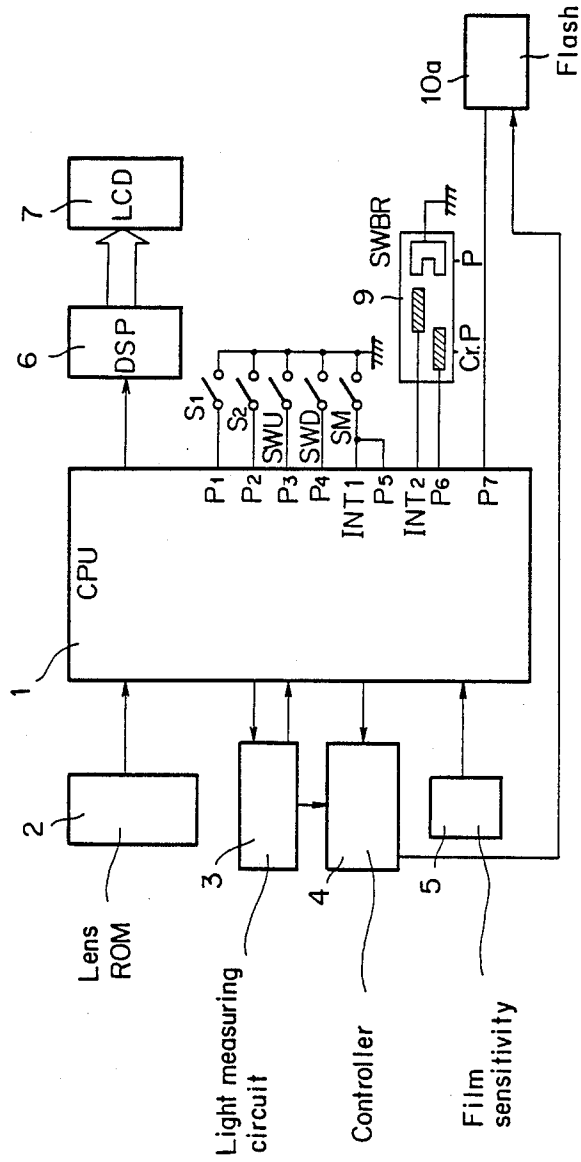 2
Lens
ROM
3
Light measuring
circuit
4
Controller
5
Film
sensitivity
1
CPU
P1
P2
P3
P4
INT1
P5
INT2
P6
P7
S1
S2
SWU
SWD
SM
6
DSP
7
LCD
9
SWBR
Cr.P
P
10a
Flash